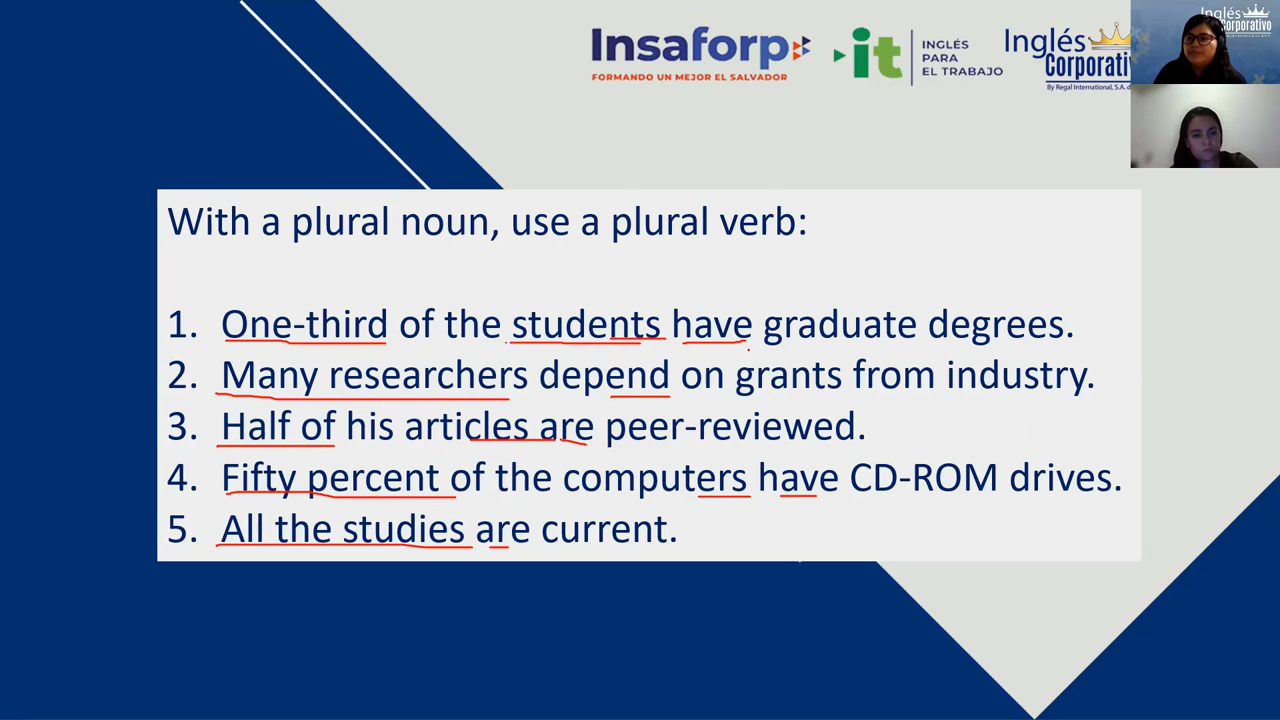 Insaforp
FORMANDO UN MEJOR EL SALVADOR
it
INGLÉS
PARA
EL TRABAJO
Inglés
Corporativo
By Regal International, S.A. d
Inglés
Corporativo
With a plural noun, use a plural verb:
1. One-third of the students have graduate degrees.
2. Many researchers depend on grants from industry.
3. Half of his articles are peer-reviewed.
4. Fifty percent of the computers have CD-ROM drives.
5. All the studies are current.